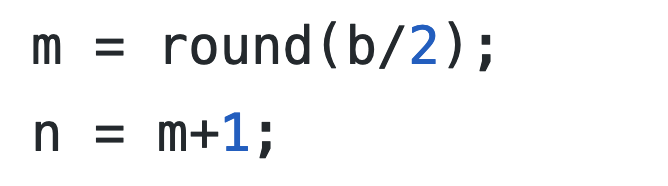 m = round(b/2);
n = m+1;